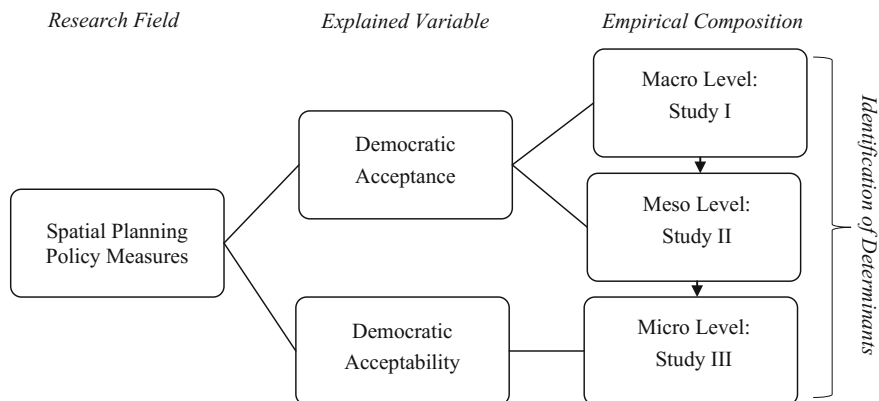 Research Field
Explained Variable
Empirical Composition
Macro Level:
Study I
Democratic
Acceptance
Meso Level:
Study II
Spatial Planning
Policy Measures
Democratic
Acceptability
Micro Level:
Study III
Identification of Determinants